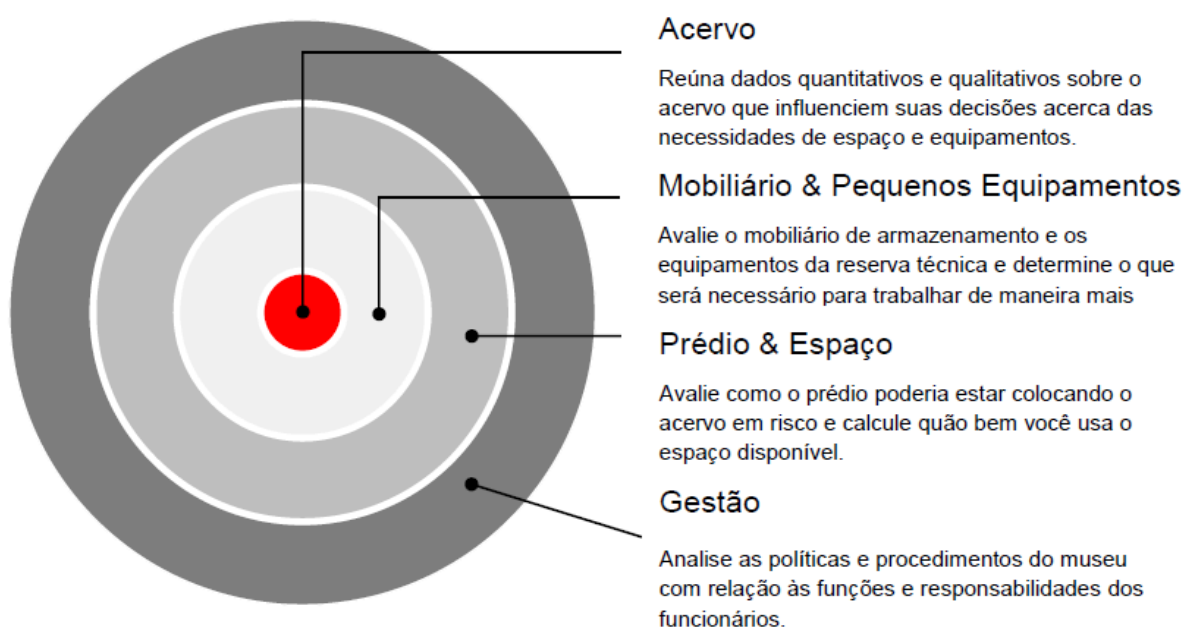 Acervo
Reúna dados quantitativos e qualitativos sobre o
acervo que influenciem suas decisões acerca das
necessidades de espaço e equipamentos.
Mobiliário & Pequenos Equipamentos
Avalie o mobiliário de armazenamento e os
equipamentos da reserva técnica e determine o que
será necessário para trabalhar de maneira mais
Prédio & Espaço
Avalie como o prédio poderia estar colocando o
acervo em risco e calcule quão bem você usa o
espaço disponível.
Gestão
Analise as políticas e procedimentos do museu
com relação às funções e responsabilidades dos
funcionários.